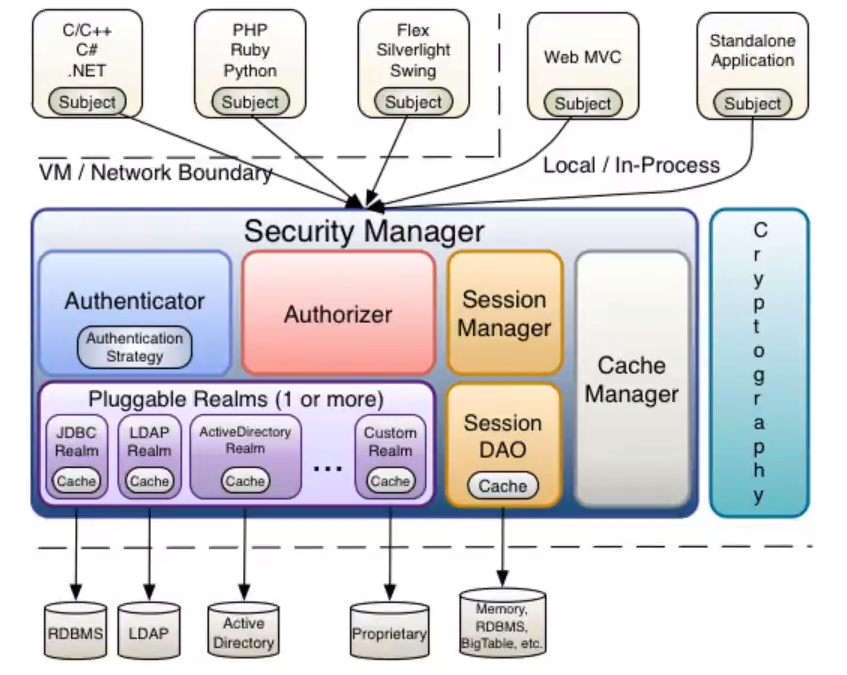 C/C++
C#
.NET
Subject
PHP
Ruby
Python
Subject
Flex
Silverlight
Swing
Subject
Web MVC
Subject
Standalone
Application
Subject
VM / Network Boundary
Local / In-Process
Security Manager
Authenticator
Authentication
Strategy
Authorizer
Session
Manager
Cache
Manager
Cryptography
Pluggable Realms (1 or more)
JDBC
Realm
Cache
LDAP
Realm
Cache
ActiveDirectory
Realm
Cache
...
Custom
Realm
Cache
Session
DAO
Cache
RDBMS
LDAP
Active
Directory
Proprietary
Memory,
RDBMS,
BigTable, etc.